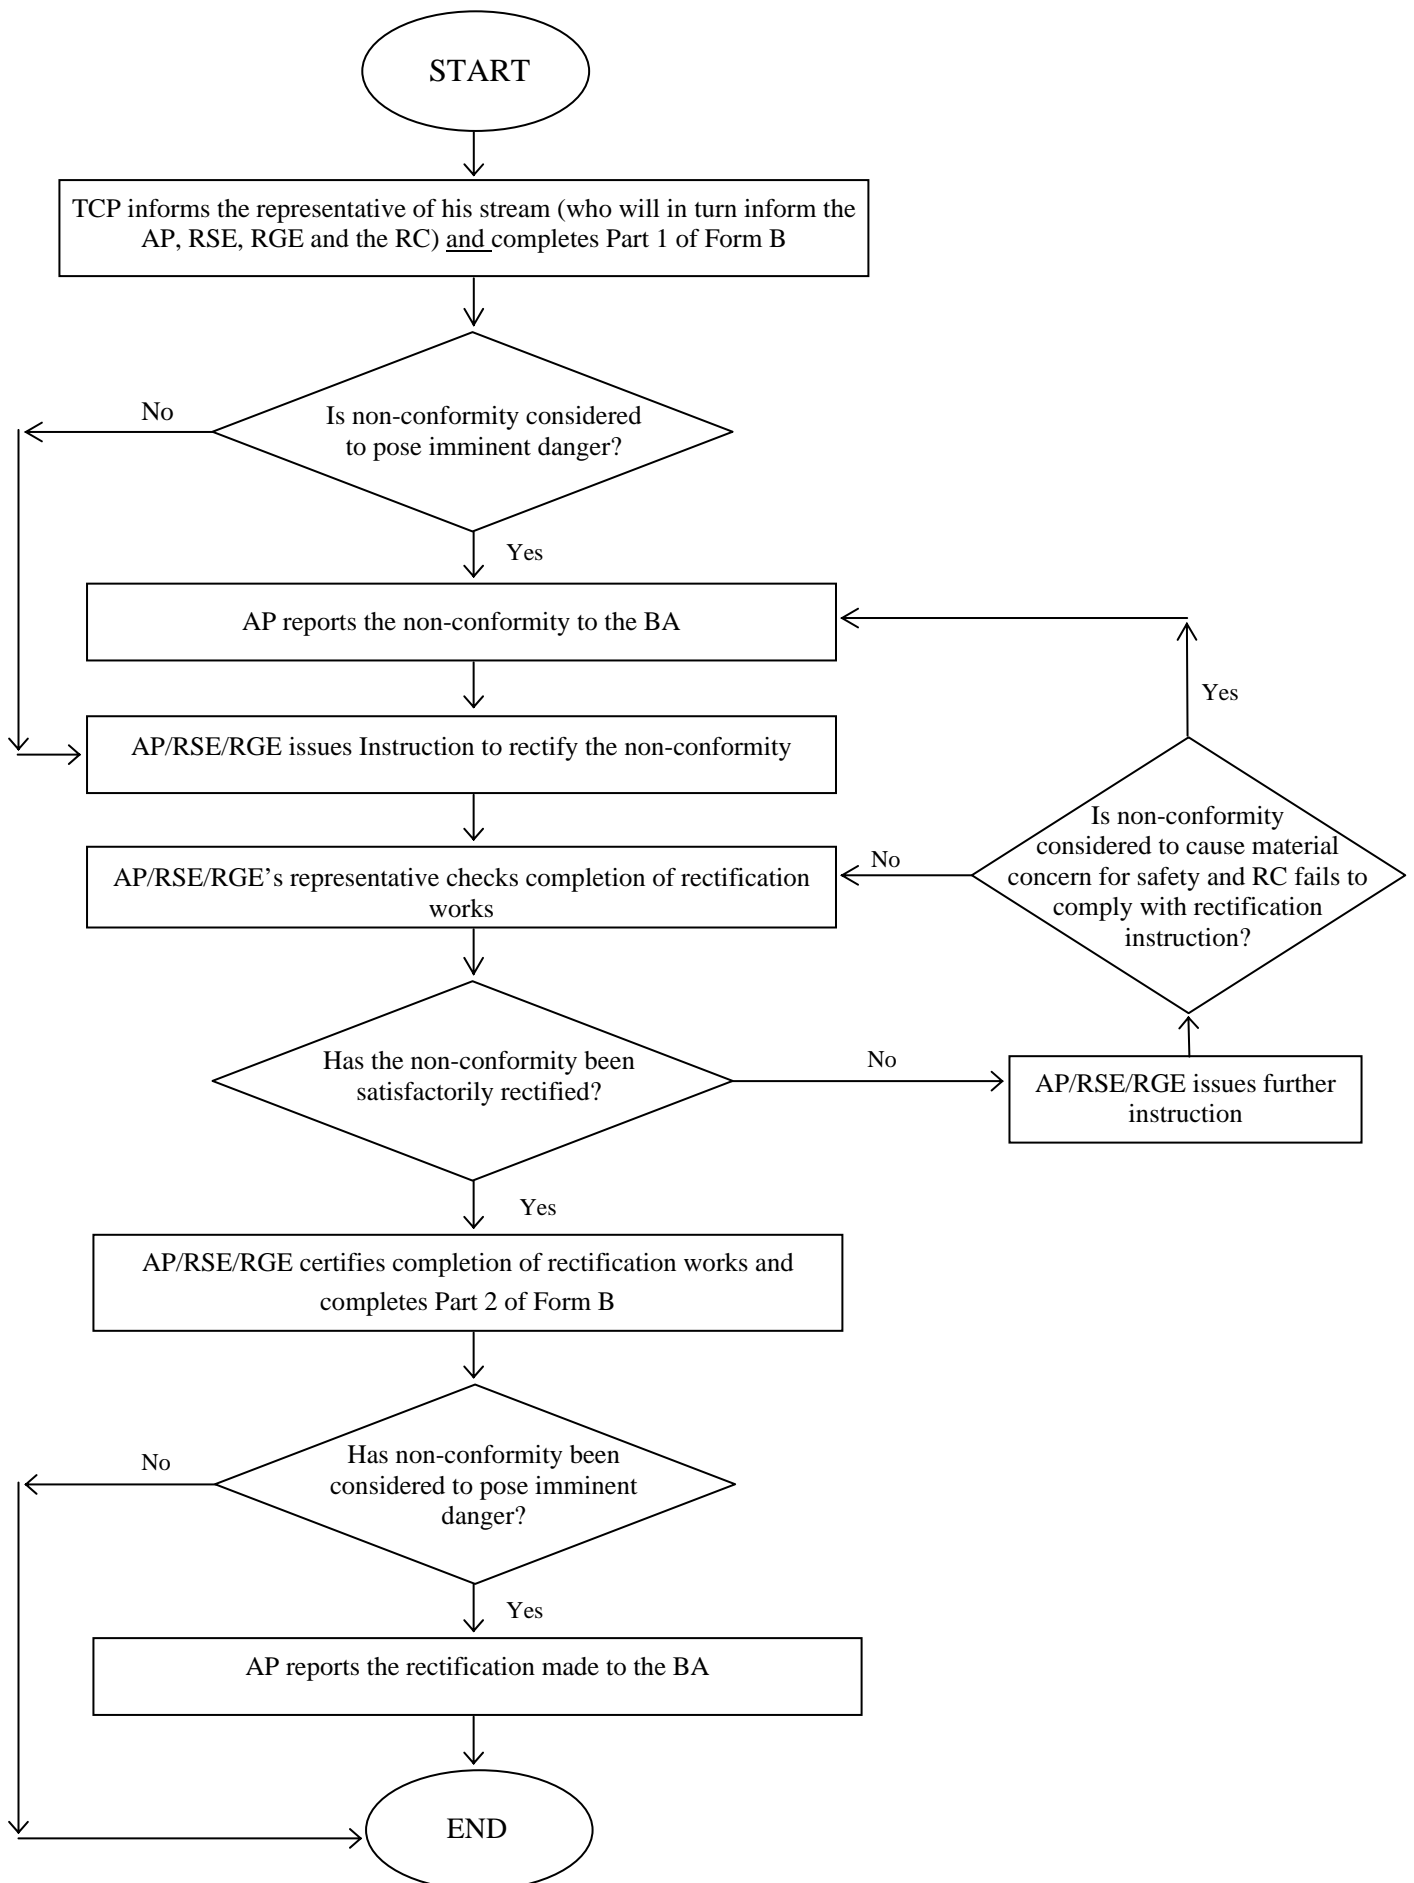 START
TCP informs the representative of his stream (who will in turn inform the
AP, RSE, RGE and the RC) and completes Part 1 of Form B
No
Is non-conformity considered
to pose imminent danger?
Yes
AP reports the non-conformity to the BA
Yes
AP/RSE/RGE issues Instruction to rectify the non-conformity
Is non-conformity
considered to cause material
concern for safety and RC fails to
comply with rectification
instruction?
No
AP/RSE/RGE’s representative checks completion of rectification
works
Has the non-conformity been
satisfactorily rectified?
No
AP/RSE/RGE issues further
instruction
Yes
AP/RSE/RGE certifies completion of rectification works and
completes Part 2 of Form B
No
Has non-conformity been
considered to pose imminent
danger?
Yes
AP reports the rectification made to the BA
END